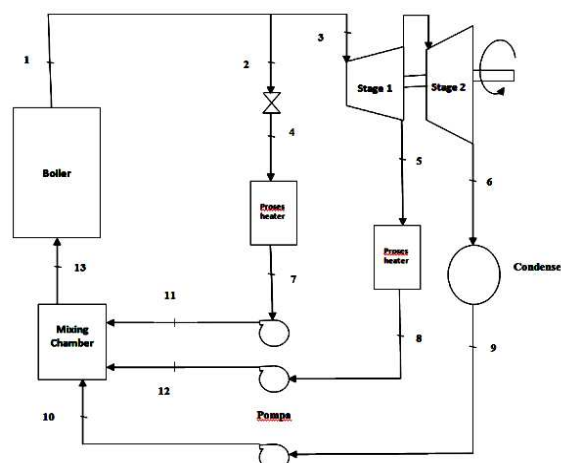 1
2
3
Stage 1
Stage 2
4
5
6
Boiler
Proses
heater
Proses
heater
Condense
13
7
11
8
9
Mixing
Chamber
12
10
Pompa